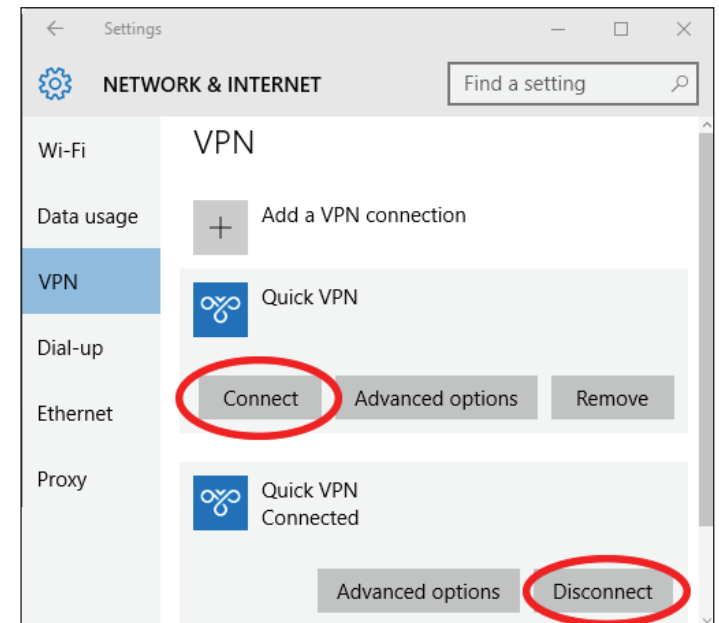 Settings
NETWORK & INTERNET
Find a setting
Wi-Fi
Data usage
VPN
Dial-up
Ethernet
Proxy
VPN
Add a VPN connection
Quick VPN
Connect Advanced options Remove
Quick VPN
Connected
Advanced options Disconnect